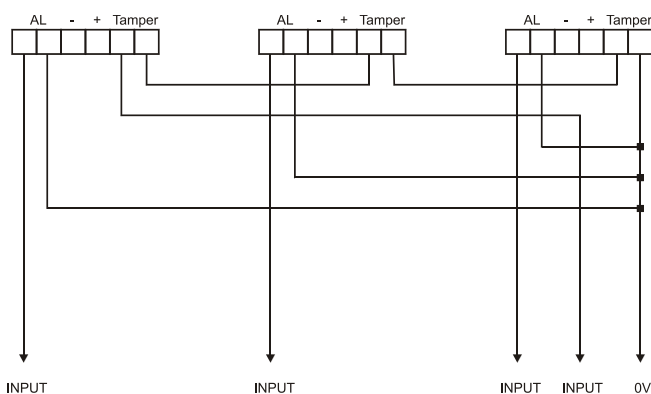 AL - + Tamper AL - + Tamper AL - + Tamper
INPUT INPUT INPUT INPUT 0V